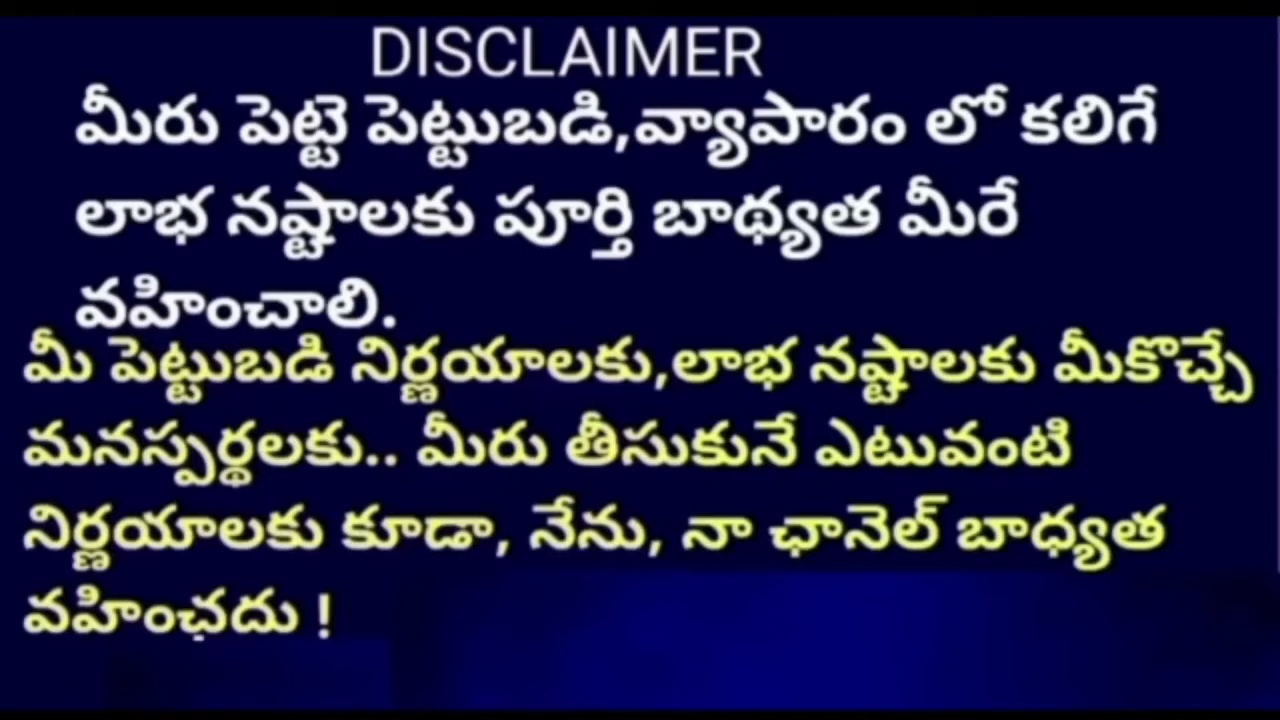 DISCLAIMER
మీరు పెట్టె పెట్టుబడి,వ్యాపారం లో కలిగే
లాభ నష్టాలకు పూర్తి బాథ్యత మీరే
వహించాలి.
మీ పెట్టుబడి నిర్ణయాలకు,లాభ నష్టాలకు మీకొచ్చే
మనస్పర్థలకు.. మీరు తీసుకునే ఎటువంటి
నిర్ణయాలకు కూడా, నేను, నా ఛానెల్ బాధ్యత
వహింఛదు !